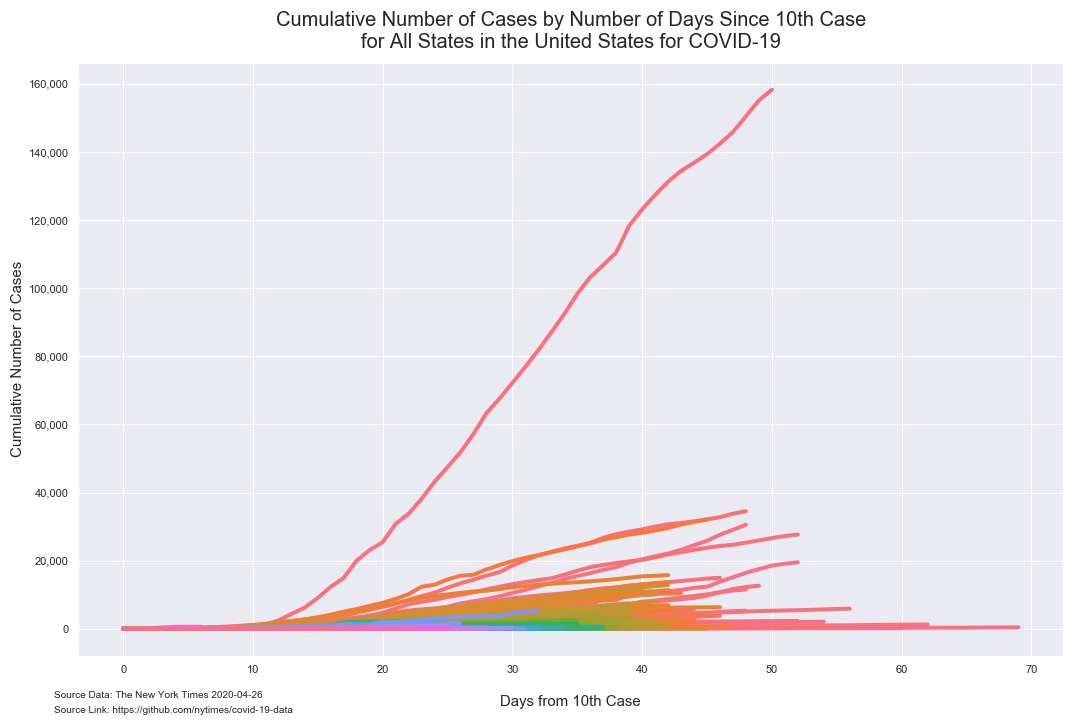 Cumulative Number of Cases by Number of Days Since 10th Case
for All States in the United States for COVID-19
Cumulative Number of Cases
160,000
140,000
120,000
100,000
80,000
60,000
40,000
20,000
0
0
10
20
30
40
50
60
70
Days from 10th Case
Source Data: The New York Times 2020-04-26
Source Link: https://github.com/nytimes/covid-19-data